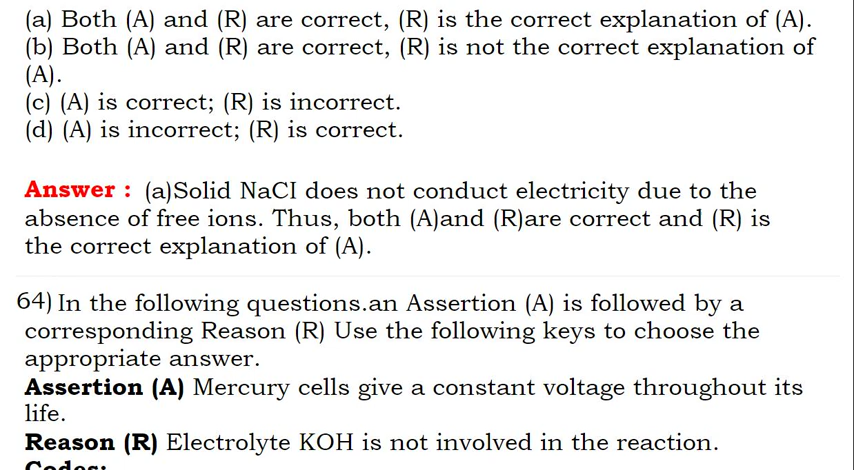 (a) Both (A) and (R) are correct, (R) is the correct explanation of (A).
(b) Both (A) and (R) are correct, (R) is not the correct explanation of
(A).
(c) (A) is correct; (R) is incorrect.
(d) (A) is incorrect; (R) is correct.
Answer : (a)Solid NaCI does not conduct electricity due to the
absence of free ions. Thus, both (A)and (R)are correct and (R) is
the correct explanation of (A).
64) In the following questions.an Assertion (A) is followed by a
corresponding Reason (R) Use the following keys to choose the
appropriate answer.
Assertion (A) Mercury cells give a constant voltage throughout its
life.
Reason (R) Electrolyte KOH is not involved in the reaction.
Codes: